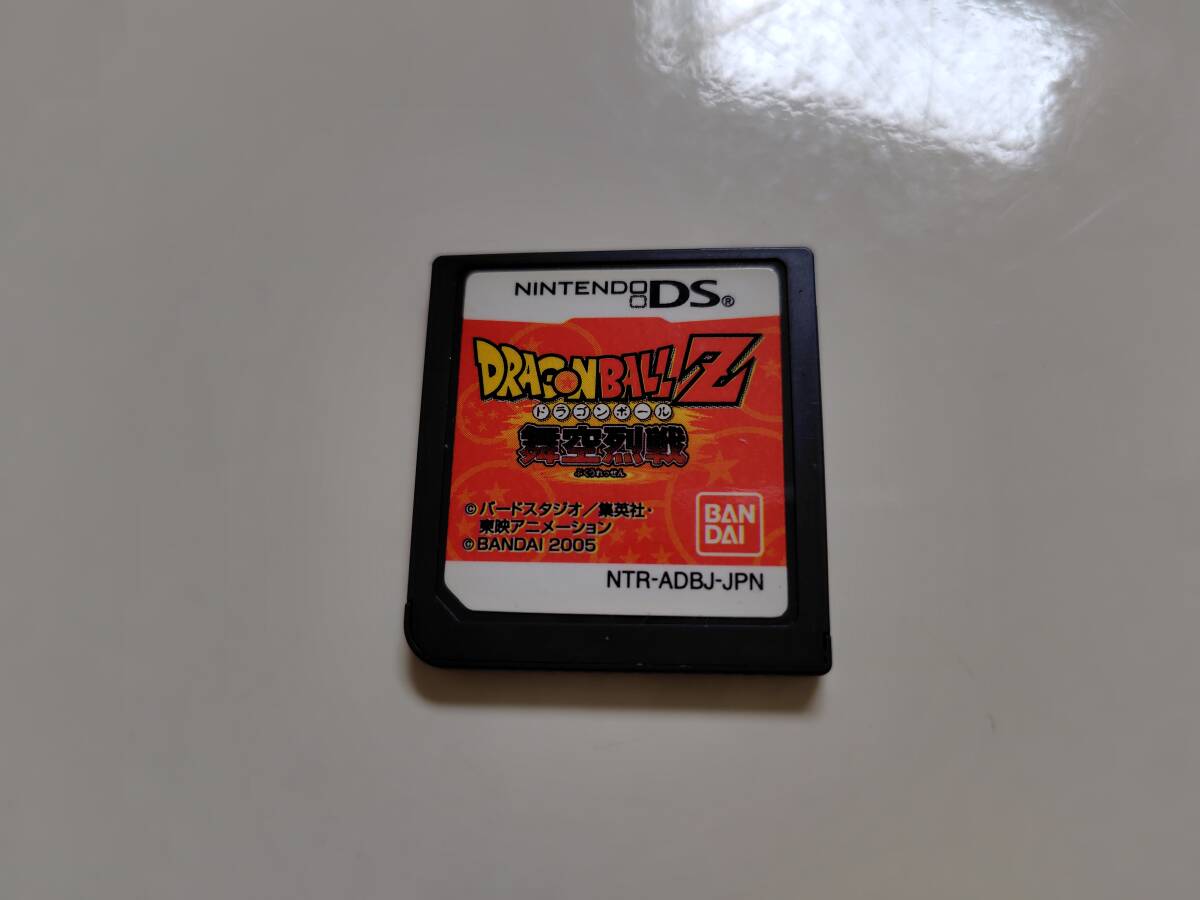 NINTENDO DS®
DRAGON BALL Z
ドラゴンボール
舞空烈戦
ぶくうれっせん
©バードスタジオ/集英社・
東映アニメーション
©BANDAI 2005
BAN
DAI
NTR-ADBJ-JPN